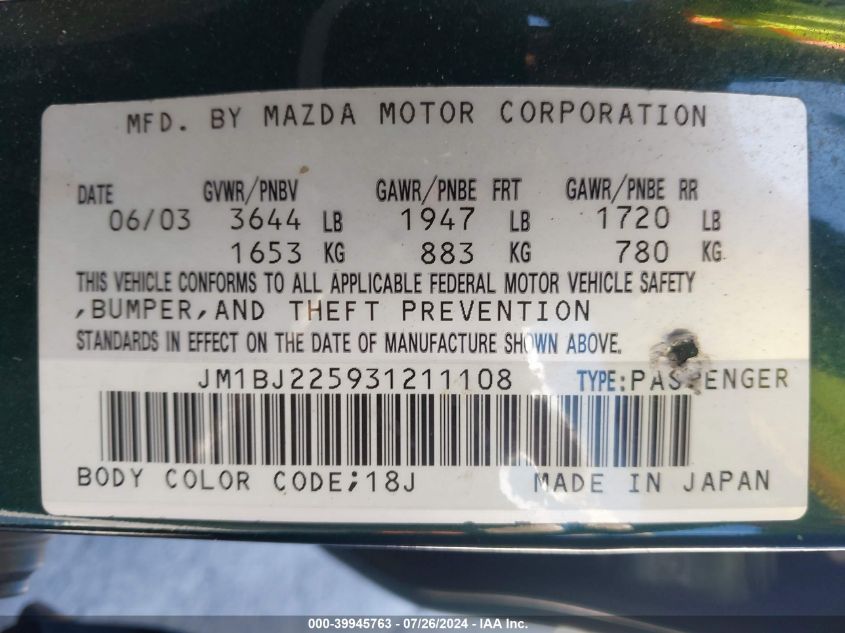 MFD. BY MAZDA MOTOR CORPORATION
DATE GVWR/PNBV GAWR/PNBE FRT GAWR/PNBE RR
06/03 3644 LB 1947 LB 1720 LB
1653 KG 883 KG 780 KG
THIS VEHICLE CONFORMS TO ALL APPLICABLE FEDERAL MOTOR VEHICLE SAFETY
,BUMPER,AND THEFT PREVENTION
STANDARDS IN EFFECT ON THE DATE OF MANUFACTURE SHOWN ABOVE.
JM1BJ225931211108 TYPE:PASSENGER
BODY COLOR CODE;18J MADE IN JAPAN
000-39945763 - 07/26/2024 - IAA Inc.